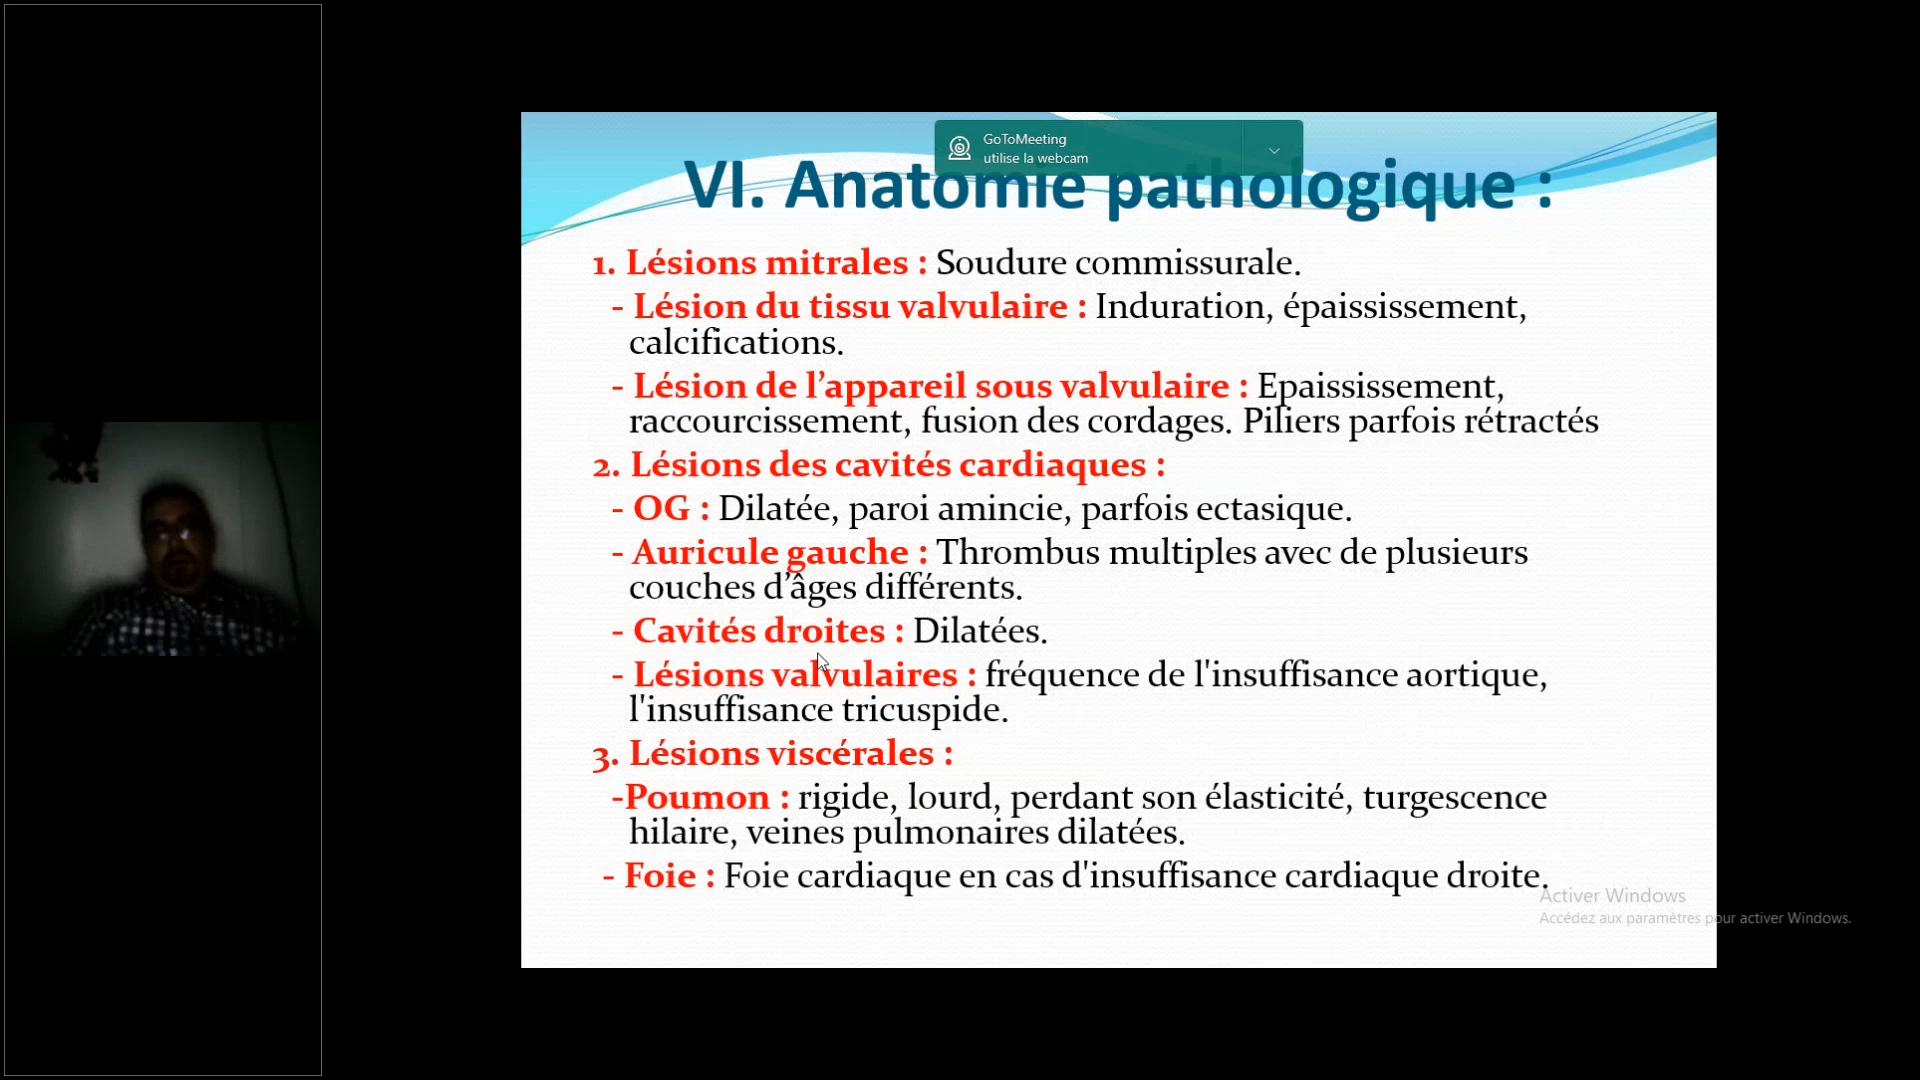 GoToMeeting
utilise la webcam
VI. Anatomie pathologique :
1. Lésions mitrales : Soudure commissurale.
- Lésion du tissu valvulaire : Induration, épaississement,
calcifications.
- Lésion de l’appareil sous valvulaire : Epaississement,
raccourcissement, fusion des cordages. Piliers parfois rétractés
2. Lésions des cavités cardiaques :
- OG : Dilatée, paroi amincie, parfois ectasique.
- Auricule gauche : Thrombus multiples avec de plusieurs
couches d’âges différents.
- Cavités droites : Dilatées.
- Lésions valvulaires : fréquence de l'insuffisance aortique,
l'insuffisance tricuspide.
3. Lésions viscérales :
-Poumon : rigide, lourd, perdant son élasticité, turgescence
hilaire, veines pulmonaires dilatées.
- Foie : Foie cardiaque en cas d'insuffisance cardiaque droite.
Activer Windows
Accédez aux paramètres pour activer Windows.